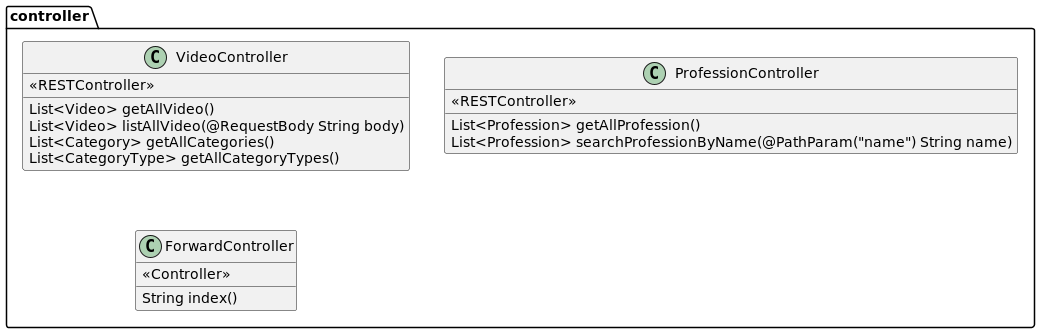 controller
C VideoController
«RESTController»
List<Video> getAllVideo()
List<Video> listAllVideo(@RequestBody String body)
List<Category> getAllCategories()
List<CategoryType> getAllCategoryTypes()
C ProfessionController
«RESTController»
List<Profession> getAllProfession()
List<Profession> searchProfessionByName(@PathParam("name") String name)
C ForwardController
«Controller»
String index()